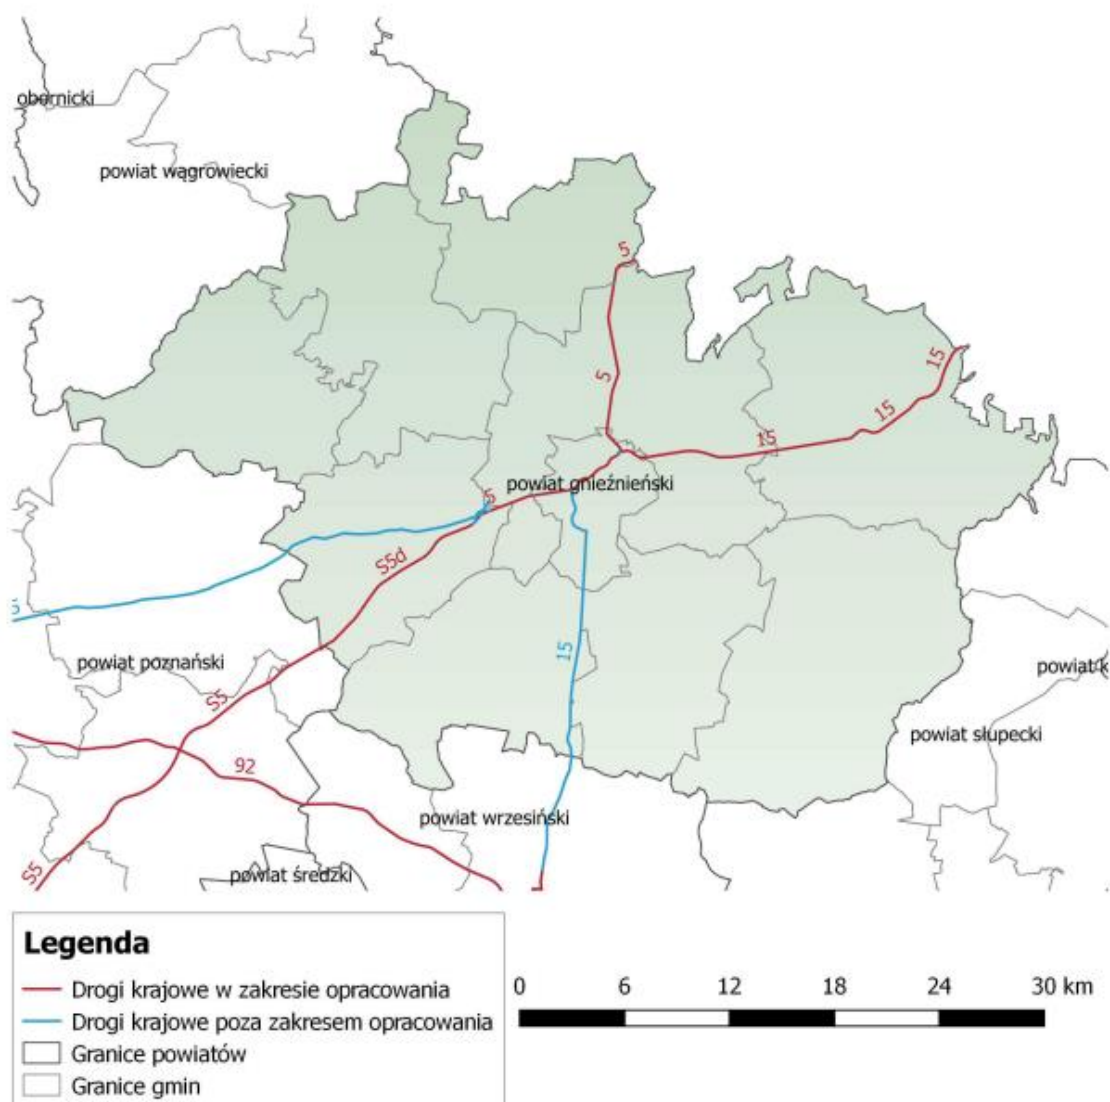 obornicki
powiat wągrowiecki
5
15
5
15
15
powiat gnieźnieński
5
S5d
5
15
powiat poznański
powiat k
S5
powiat słupecki
92
powiat wrzesiński
S5
powiat średzki
Legenda
Drogi krajowe w zakresie opracowania
Drogi krajowe poza zakresem opracowania
Granice powiatów
Granice gmin
0 6 12 18 24 30 km